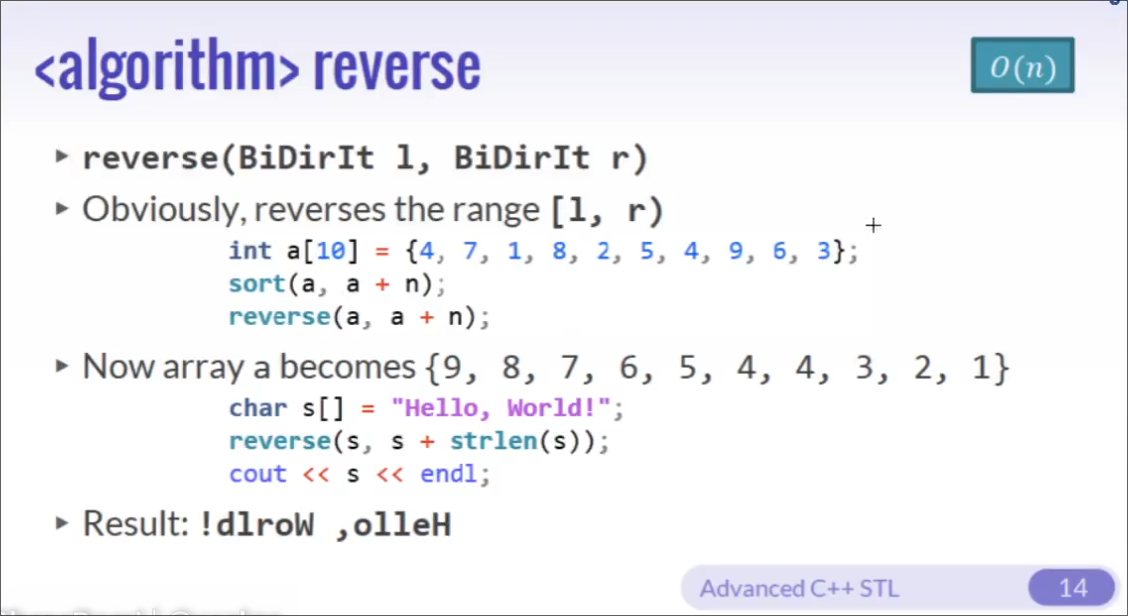 <algorithm> reverse
O(n)
reverse(BiDirIt l, BiDirIt r)
Obviously, reverses the range [l, r)
int a[10] = {4, 7, 1, 8, 2, 5, 4, 9, 6, 3};
sort(a, a + n);
reverse(a, a + n);
Now array a becomes {9, 8, 7, 6, 5, 4, 4, 3, 2, 1}
char s[] = "Hello, World!";
reverse(s, s + strlen(s));
cout << s << endl;
Result: !dlroW ,olleH
Advanced C++ STL
14